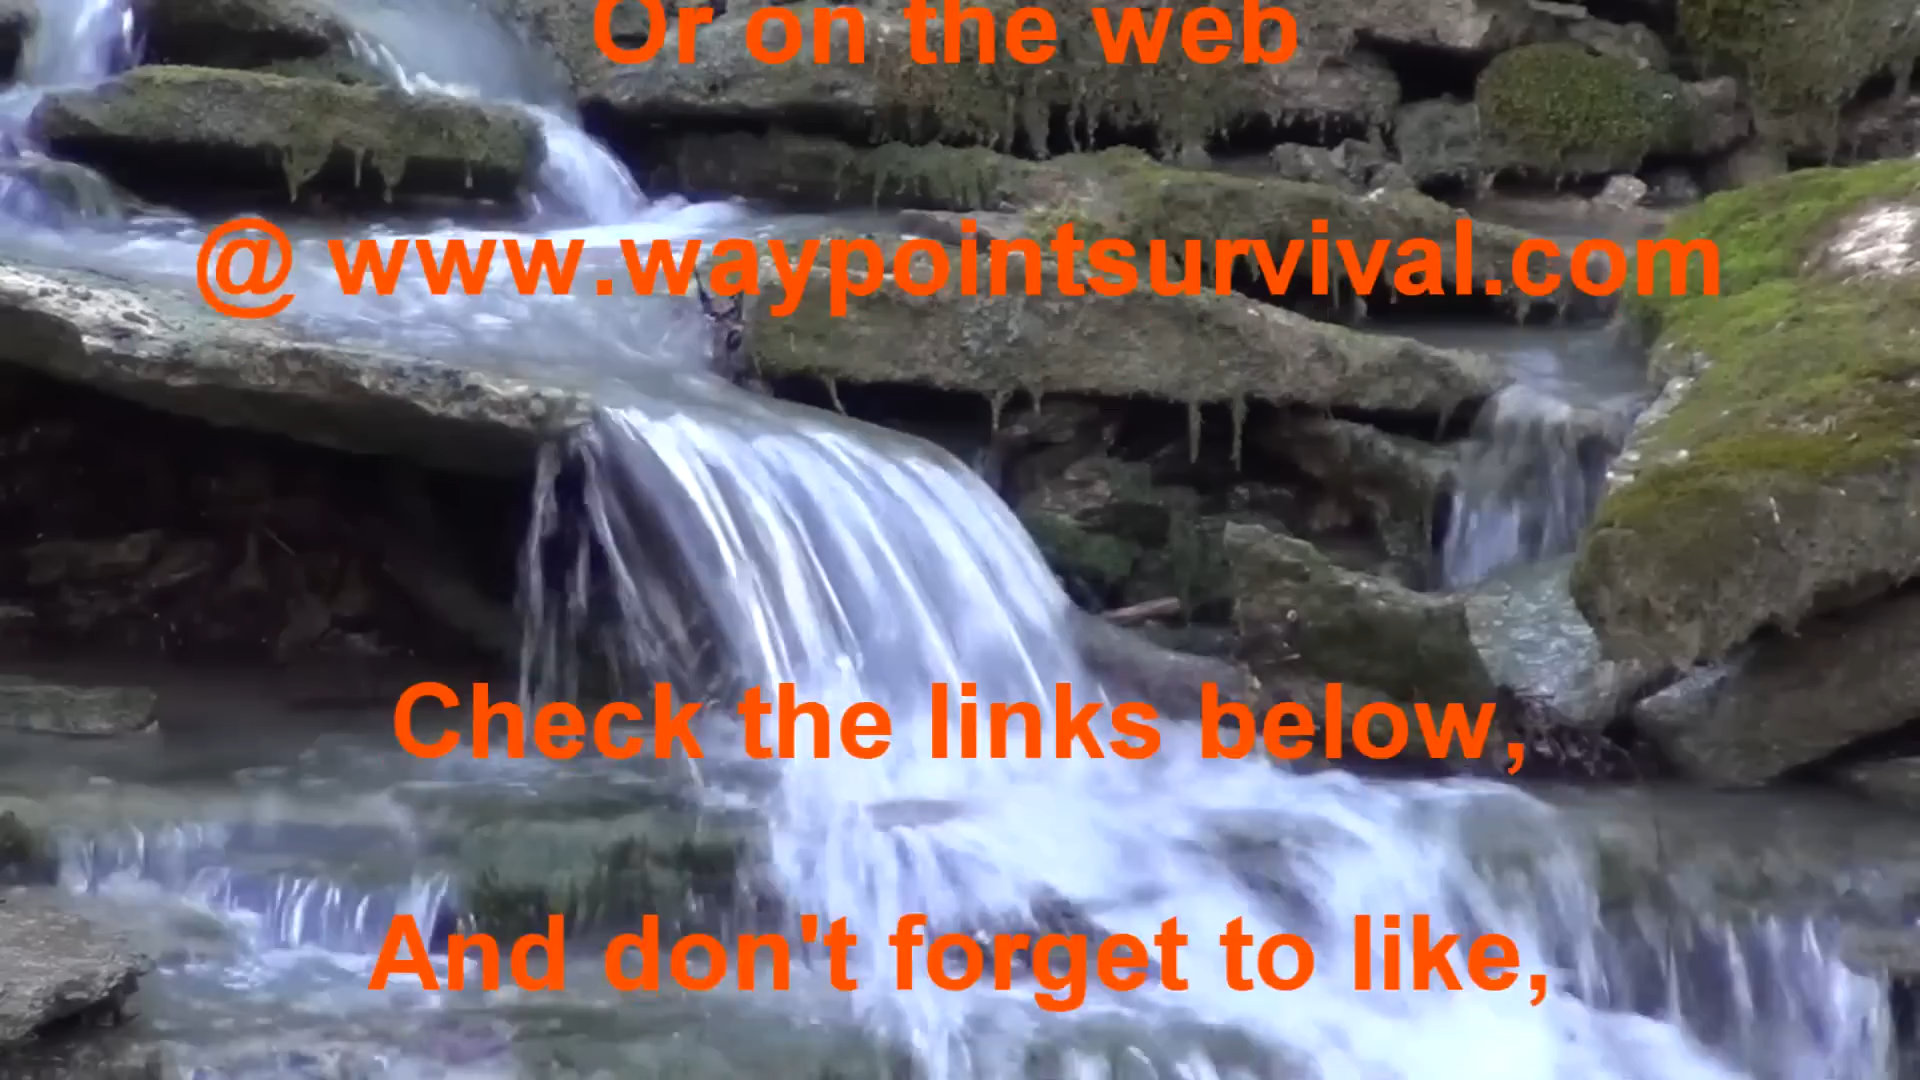 Or on the web
@ www.waypointsurvival.com
Check the links below,
And don't forget to like,